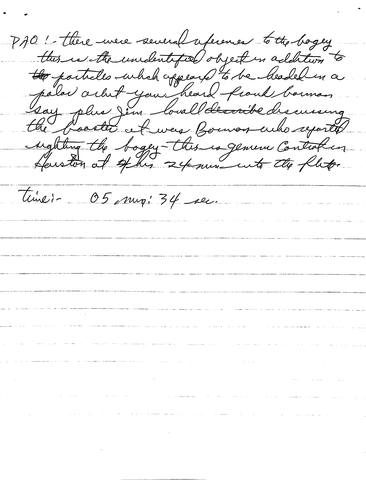 PAO:- there were several references to the bogey
this is the unidentified object in addition to
the particles which appeared to be headed in a
polar orbit you heard frank borman
say plus Jim lovell describe discussing
the booster it was Borman who reported
sighting the bogey - this is gemini Control in
Houston at 4 hrs 24 min into the flight.
time:- 05 min: 34 sec.